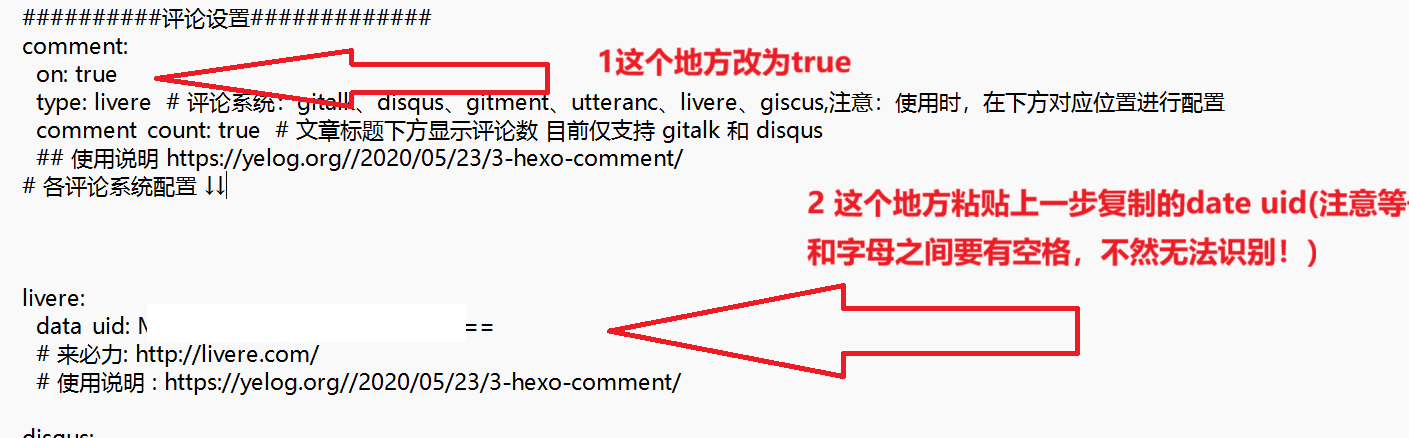 ##########评论设置#############
comment:
on: true
1这个地方改为true
type: livere # 评论系统：gitalk、disqus、gitment、utteranc、livere、giscus,注意：使用时，在下方对应位置进行配置
comment count: true # 文章标题下方显示评论数 目前仅支持 gitalk 和 disqus
## 使用说明 https://yelog.org//2020/05/23/3-hexo-comment/
# 各评论系统配置 ↓↓
2 这个地方粘贴上一步复制的date uid(注意等
和字母之间要有空格，不然无法识别！)
livere:
data uid: ==
# 来必力: http://livere.com/
# 使用说明 : https://yelog.org//2020/05/23/3-hexo-comment/
disqus: